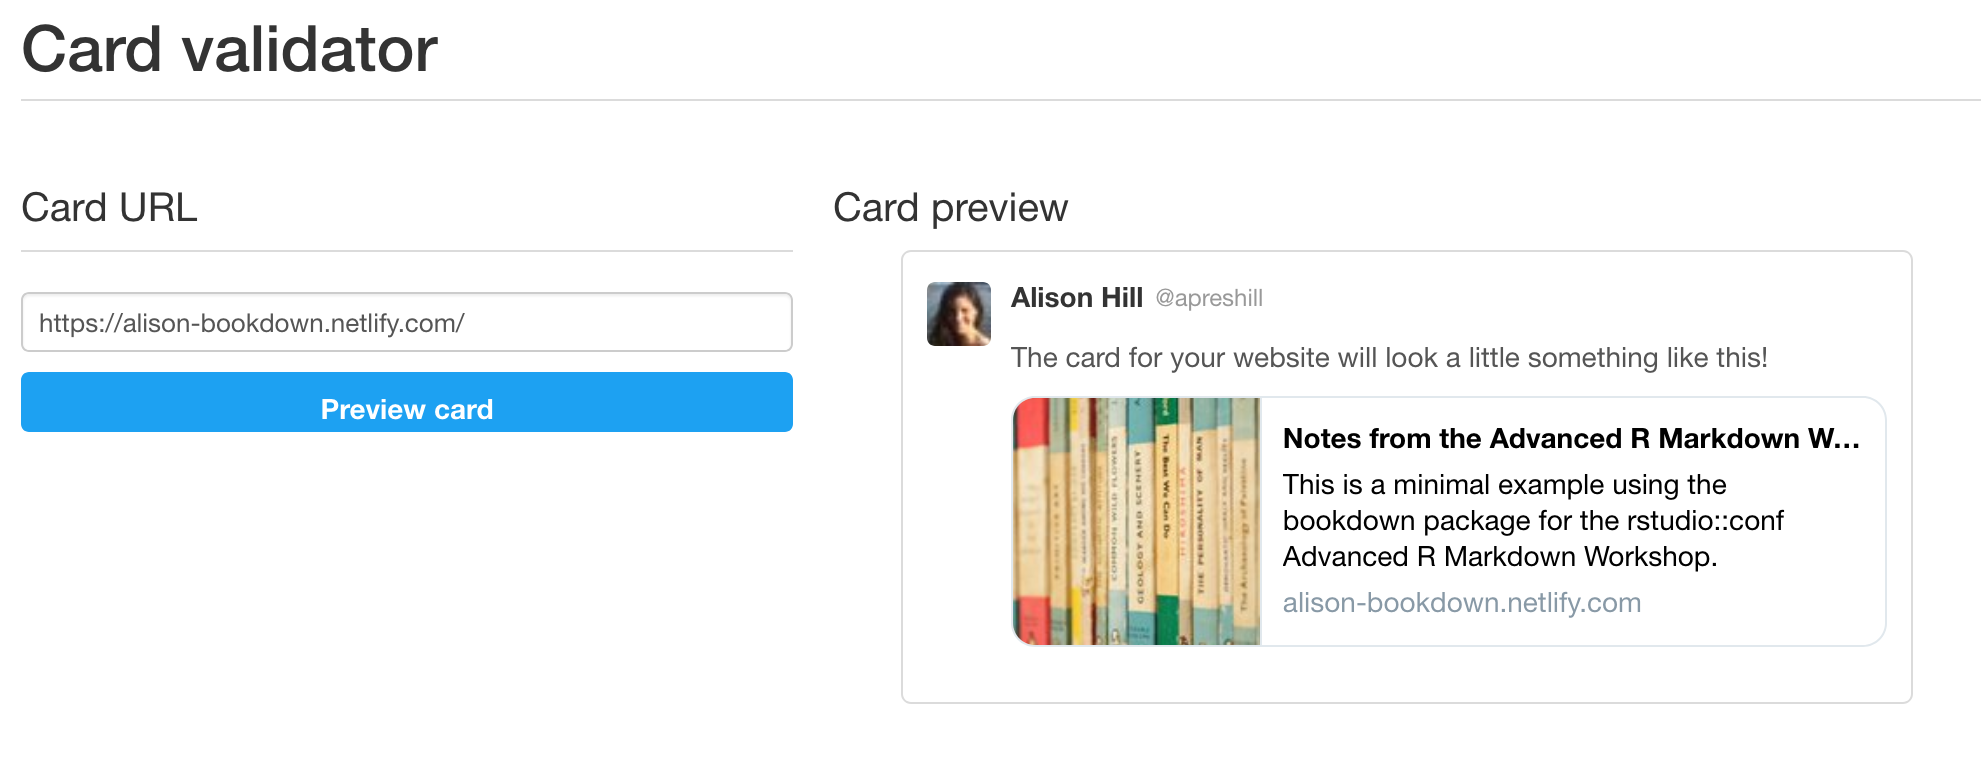 Card validator
Card URL
https://alison-bookdown.netlify.com/
Preview card
Card preview
Alison Hill @apreshill
The card for your website will look a little something like this!
Notes from the Advanced R Markdown W...
This is a minimal example using the
bookdown package for the rstudio::conf
Advanced R Markdown Workshop.
alison-bookdown.netlify.com
COMMON WILD FLOWERS
GEOLOGY AND SCENERY
The Best We Can Do
HIROSHIMA
THE PERSONALITY OF MAN
The Archaeology of Palestine